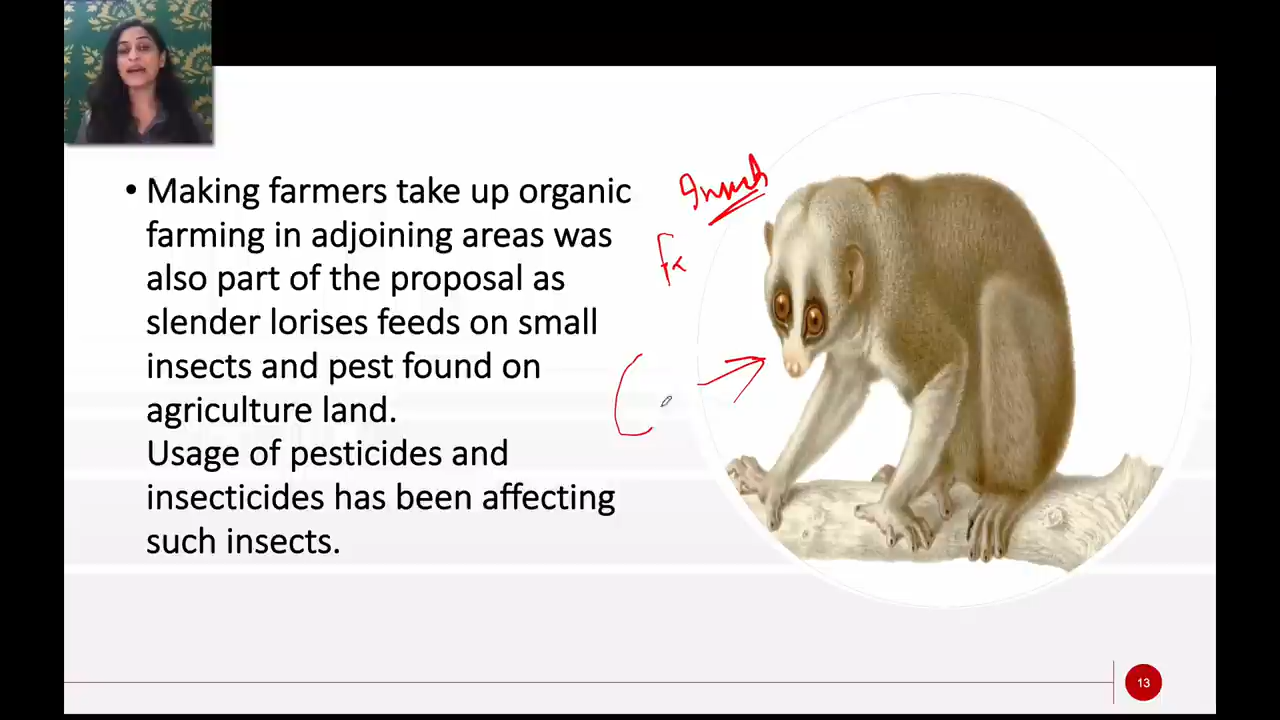 • Making farmers take up organic
farming in adjoining areas was
also part of the proposal as
slender lorises feeds on small
insects and pest found on
agriculture land.
Usage of pesticides and
insecticides has been affecting
such insects.
13